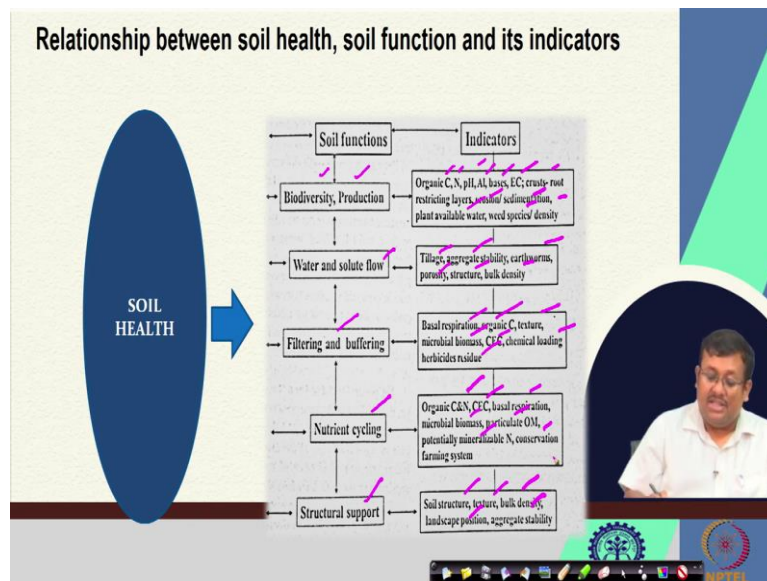 Relationship between soil health, soil function and its indicators
SOIL
HEALTH
Soil functions
Indicators
Biodiversity, Production
Organic C, N, pH, Al, bases, EC; crusts- root
restricting layers, erosion/ sedimentation,
plant available water, weed species/ density
Water and solute flow
Tillage, aggregate stability, earthworms,
porosity, structure, bulk density
Filtering and buffering
Basal respiration, organic C, texture,
microbial biomass, CEC, chemical loading
herbicides residue
Nutrient cycling
Organic C&N, CEC, basal respiration,
microbial biomass, particulate OM,
potentially mineralizable N, conservation
farming system
Structural support
Soil structure, texture, bulk density,
landscape position, aggregate stability
NPTEL